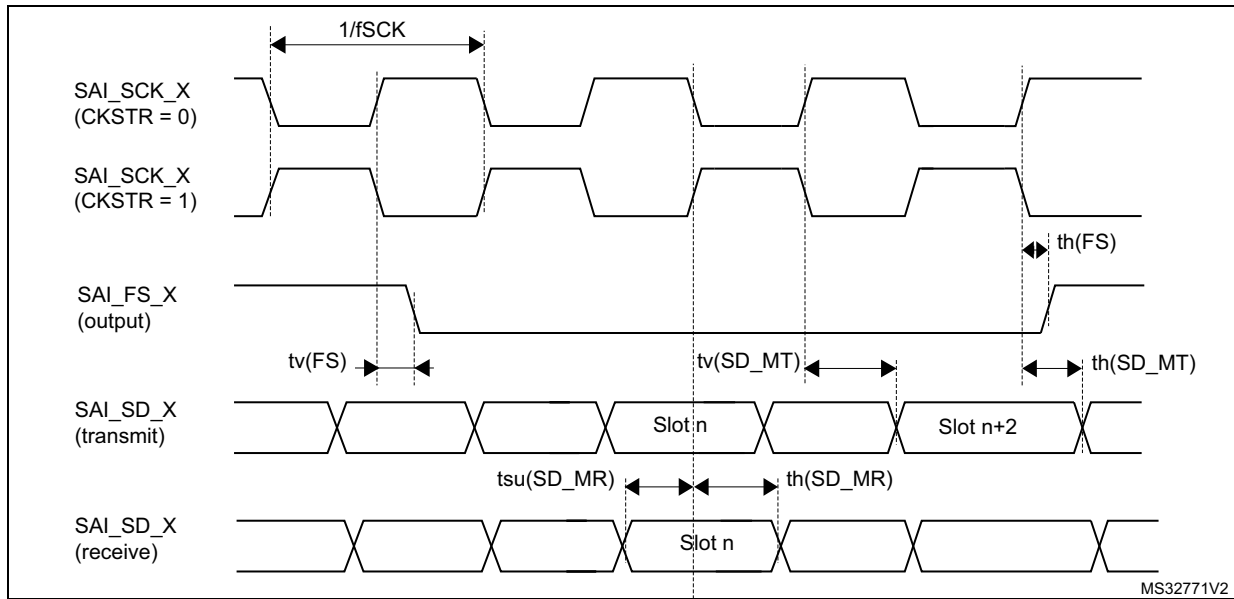 1/fSCK
SAI_SCK_X
(CKSTR = 0)
SAI_SCK_X
(CKSTR = 1)
th(FS)
SAI_FS_X
(output)
tv(FS)
tv(SD_MT)
th(SD_MT)
SAI_SD_X
(transmit)
Slot n
Slot n+2
tsu(SD_MR)
th(SD_MR)
SAI_SD_X
(receive)
Slot n
MS32771V2